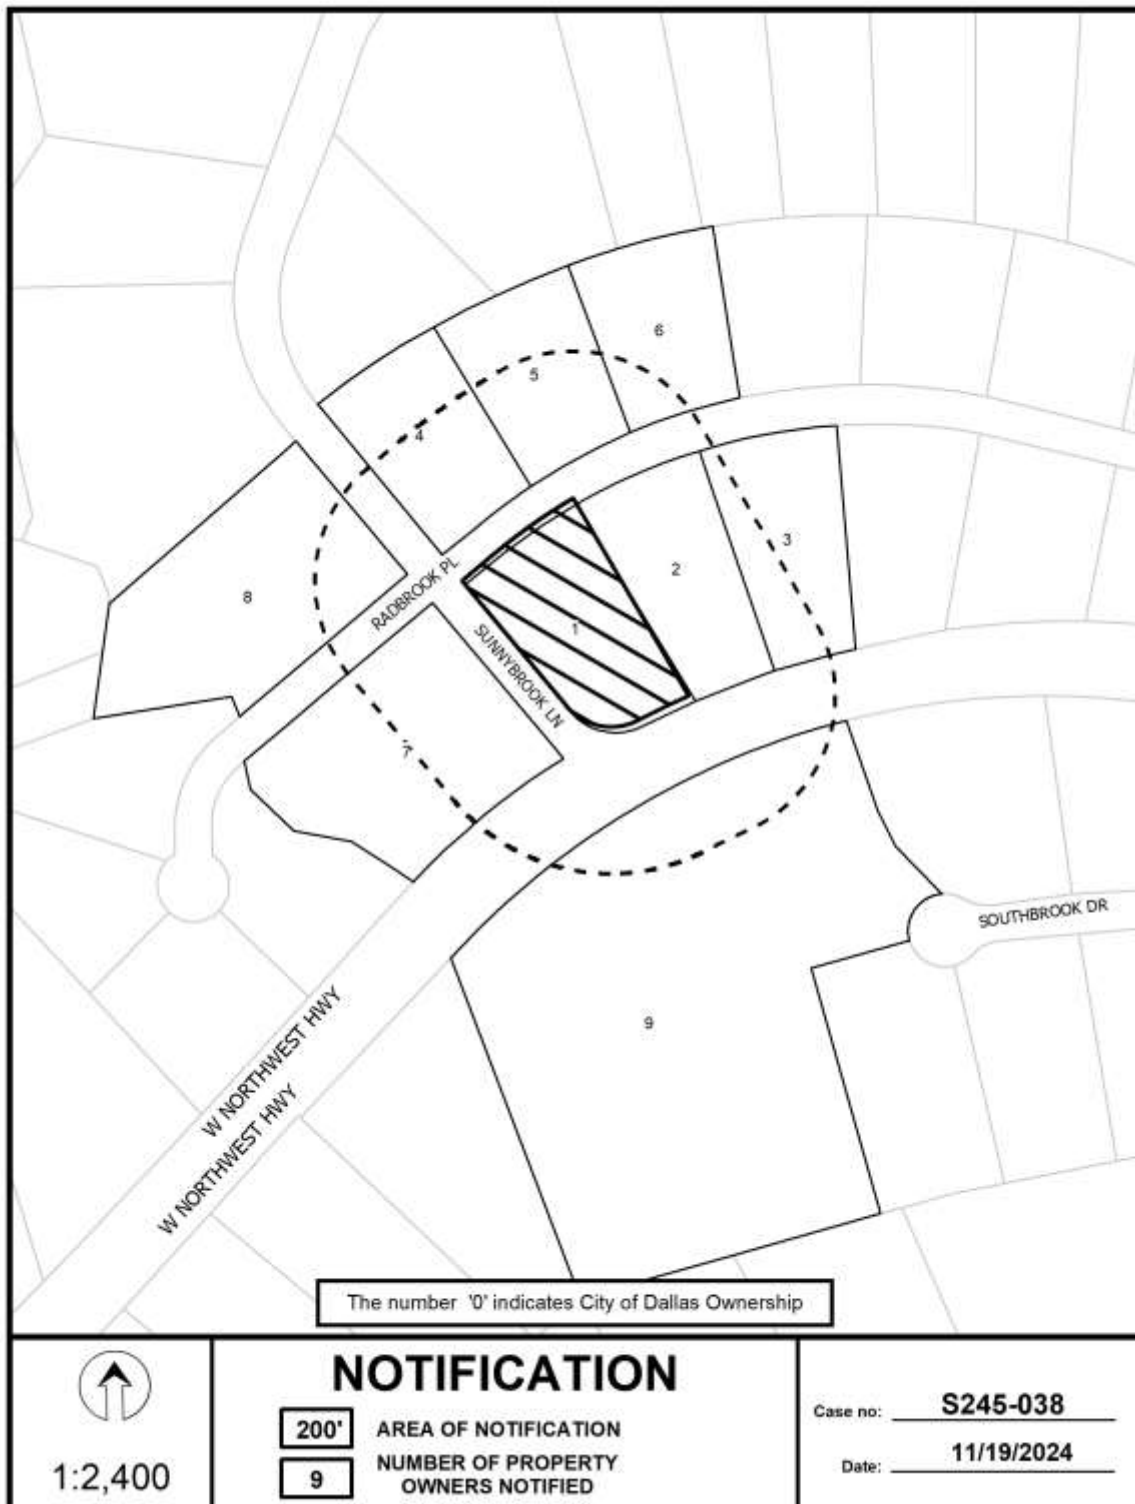 6
5
4
3
2
8
RADBROOK PL
1
SUNNYBROOK LN
7
SOUTHBROOK DR
W NORTHWEST HWY
W NORTHWEST HWY
9
The number '0' indicates City of Dallas Ownership
1:2,400
NOTIFICATION
200' AREA OF NOTIFICATION
9 NUMBER OF PROPERTY
OWNERS NOTIFIED
Case no: S245-038
Date: 11/19/2024